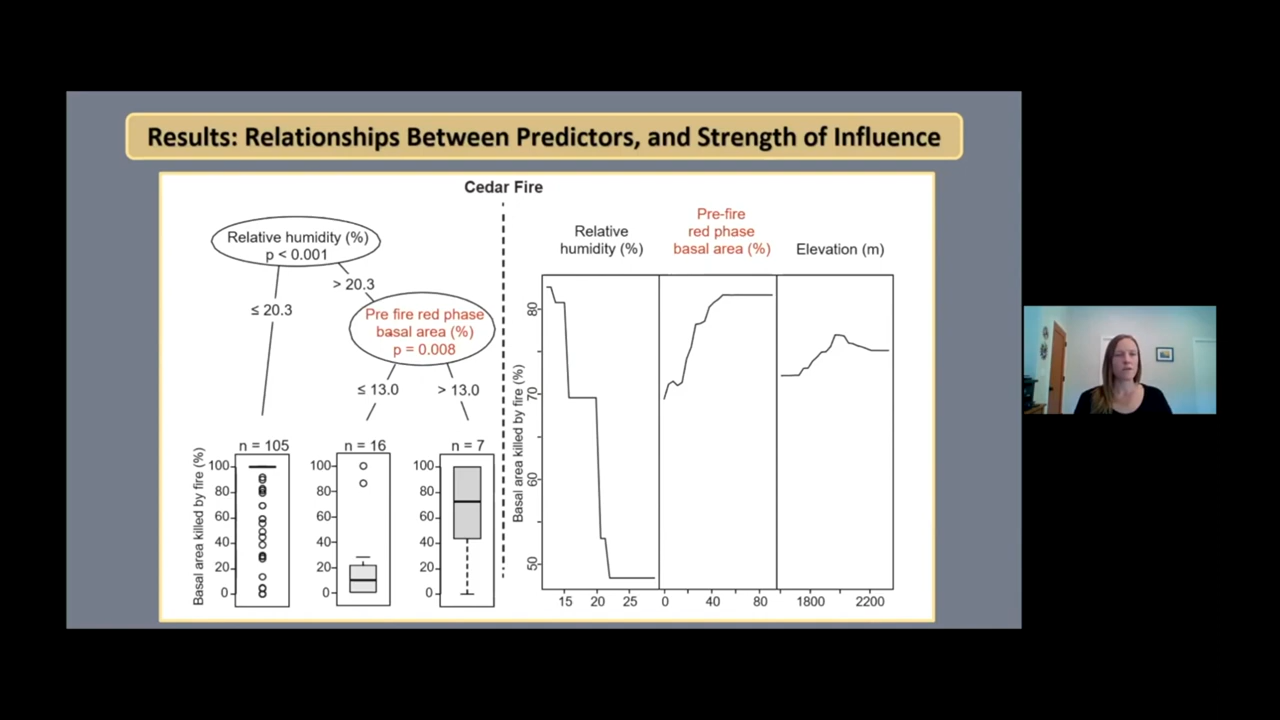 Results: Relationships Between Predictors, and Strength of Influence
Cedar Fire
Relative humidity (%)
p < 0.001
≤ 20.3
> 20.3
Pre fire red phase
basal area (%)
p = 0.008
≤ 13.0
> 13.0
n = 105
n = 16
n = 7
Basal area killed by fire (%)
100
80
60
40
20
0
100
80
60
40
20
0
100
80
60
40
20
0
Relative
humidity (%)
Pre-fire
red phase
basal area (%)
Elevation (m)
Basal area killed by fire (%)
80
70
60
50
15 20 25
0 40 80
1800 2200